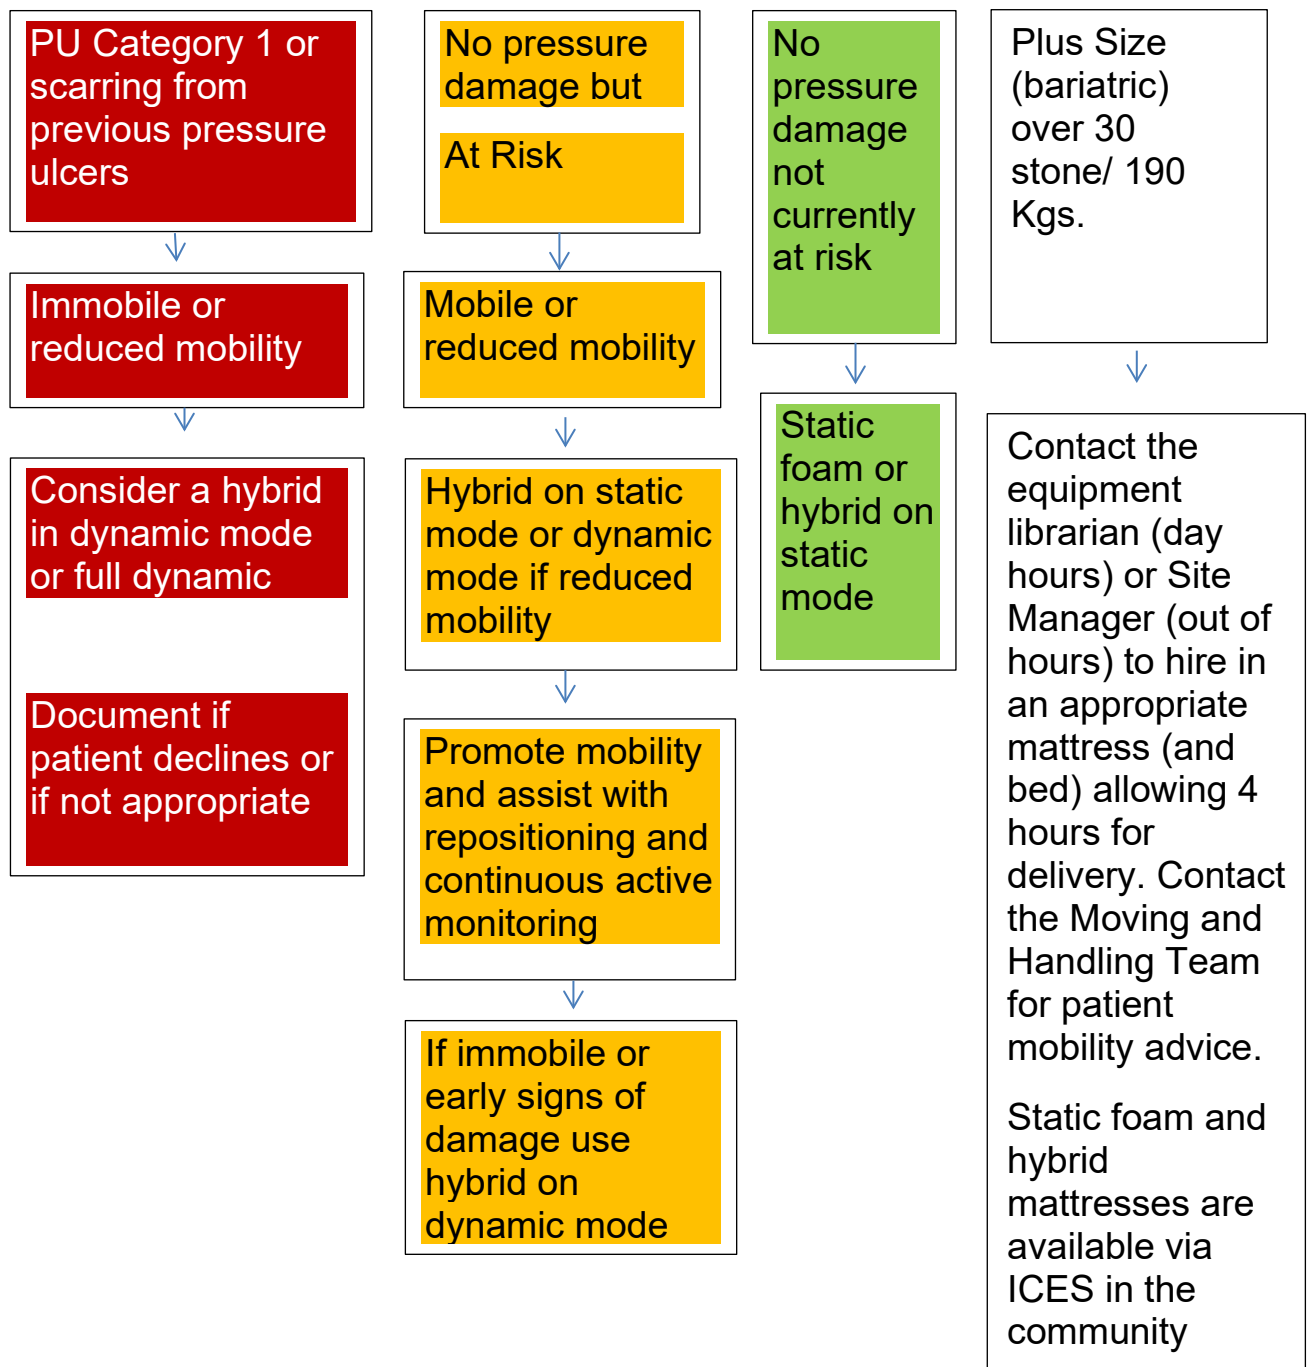 PU Category 1 or
scarring from
previous pressure
ulcers
Immobile or
reduced mobility
Consider a hybrid
in dynamic mode
or full dynamic
Document if
patient declines or
if not appropriate
No pressure
damage but
At Risk
Mobile or
reduced mobility
Hybrid on static
mode or dynamic
mode if reduced
mobility
Promote mobility
and assist with
repositioning and
continuous active
monitoring
If immobile or
early signs of
damage use
hybrid on
dynamic mode
No
pressure
damage
not
currently
at risk
Static
foam or
hybrid on
static
mode
Plus Size
(bariatric)
over 30
stone/ 190
Kgs.
Contact the
equipment
librarian (day
hours) or Site
Manager (out of
hours) to hire in
an appropriate
mattress (and
bed) allowing 4
hours for
delivery. Contact
the Moving and
Handling Team
for patient
mobility advice.
Static foam and
hybrid
mattresses are
available via
ICES in the
community